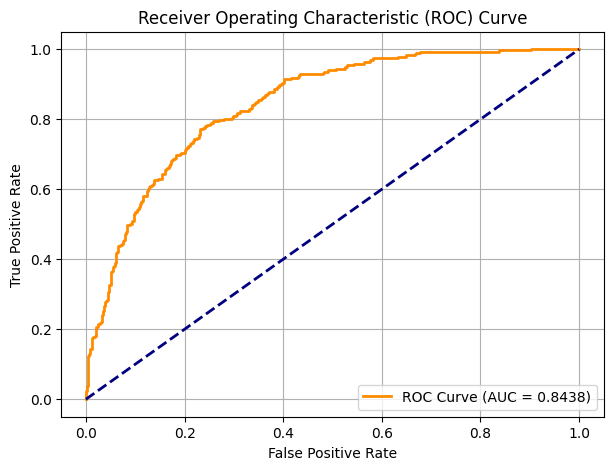 Receiver Operating Characteristic (ROC) Curve
True Positive Rate
1.0
0.8
0.6
0.4
0.2
0.0
ROC Curve (AUC = 0.8438)
0.0 0.2 0.4 0.6 0.8 1.0
False Positive Rate